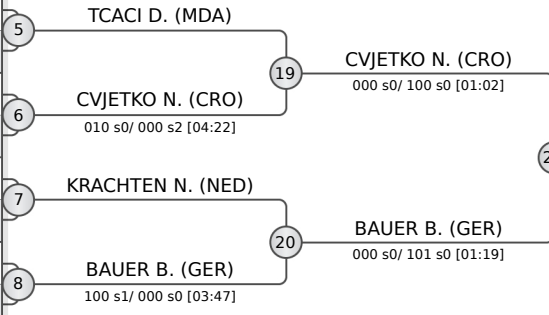 TCACI D. (MDA)
5
19
CVJETKO N. (CRO)
000 s0/ 100 s0 [01:02]
CVJETKO N. (CRO)
6
010 s0/ 000 s2 [04:22]
2
KRACHTEN N. (NED)
7
20
BAUER B. (GER)
000 s0/ 101 s0 [01:19]
BAUER B. (GER)
8
100 s1/ 000 s0 [03:47]